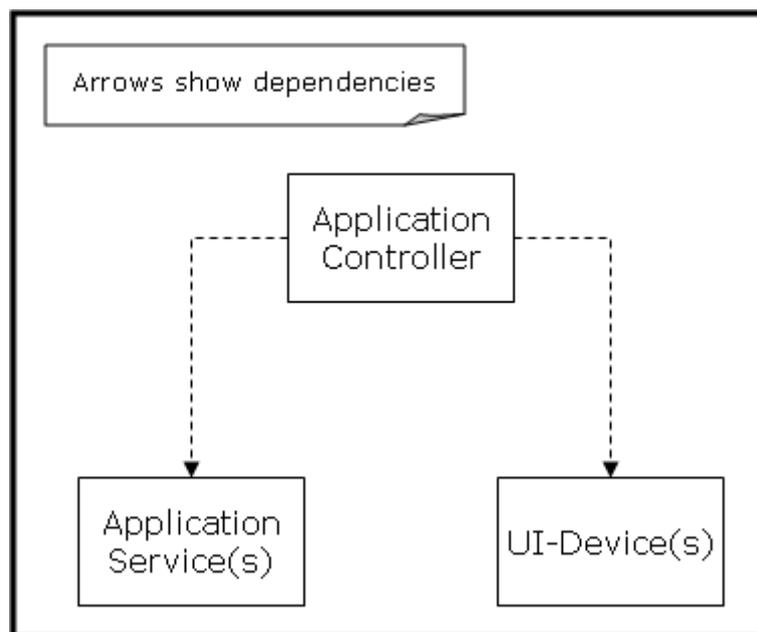 Arrows show dependencies
Application
Controller
Application
Service(s)
UI-Device(s)